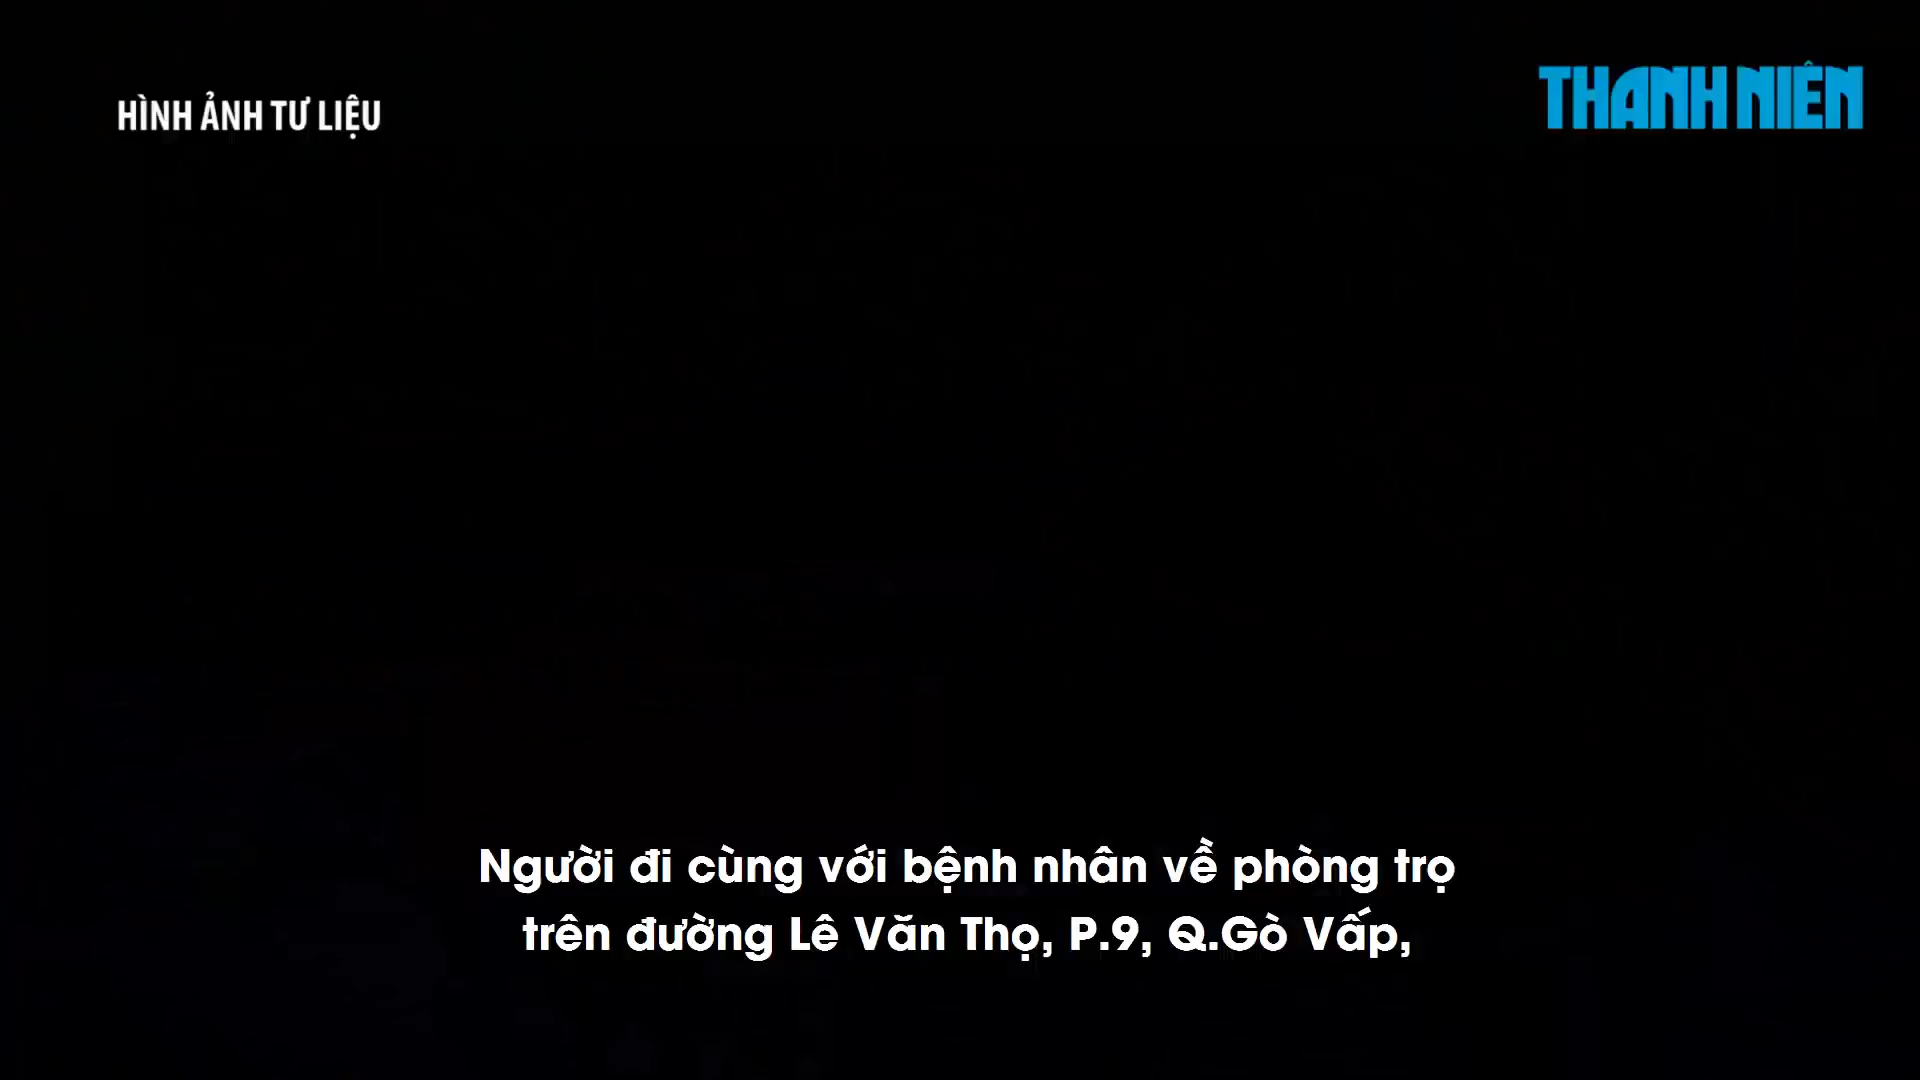 HÌNH ẢNH TƯ LIỆU
THANH NIÊN
Người đi cùng với bệnh nhân về phòng trọ
trên đường Lê Văn Thọ, P.9, Q.Gò Vấp,